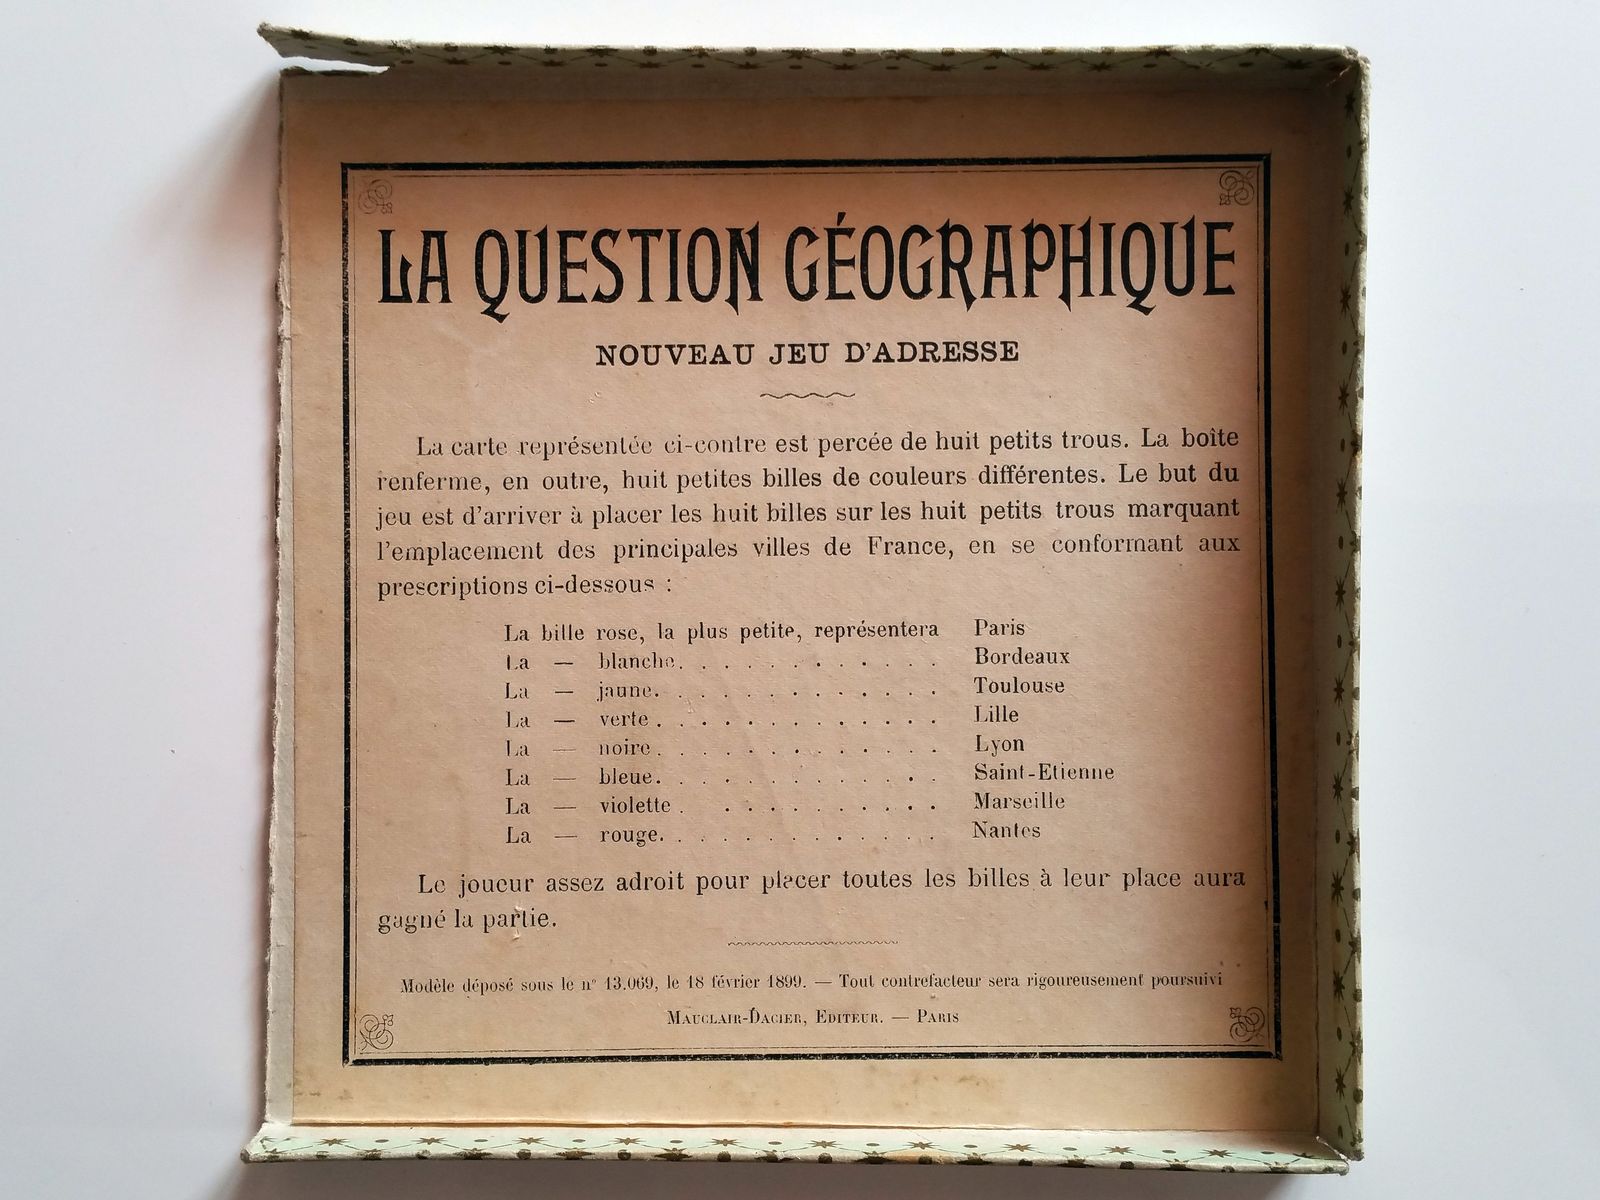 LA QUESTION GÉOGRAPHIQUE
NOUVEAU JEU D'ADRESSE
La carte représentée ci-contre est percée de huit petits trous. La boîte
renferme, en outre, huit petites billes de couleurs différentes. Le but du
jeu est d'arriver à placer les huit billes sur les huit petits trous marquant
l'emplacement des principales villes de France, en se conformant aux
prescriptions ci-dessous :
La bille rose, la plus petite, représentera Paris
La — blanche. . . . . . . . . . . . Bordeaux
La — jaune. . . . . . . . . . . . . Toulouse
La — verte . . . . . . . . . . . . . Lille
La — noire . . . . . . . . . . . . . Lyon
La — bleue. . . . . . . . . . . . . Saint-Etienne
La — violette . . . . . . . . . . . Marseille
La — rouge. . . . . . . . . . . . . Nantes
Le joueur assez adroit pour placer toutes les billes à leur place aura
gagné la partie.
Modèle déposé sous le n° 13.069, le 18 février 1899. — Tout contrefacteur sera rigoureusement poursuivi
MAUCLAIR-DACIER, EDITEUR. — PARIS